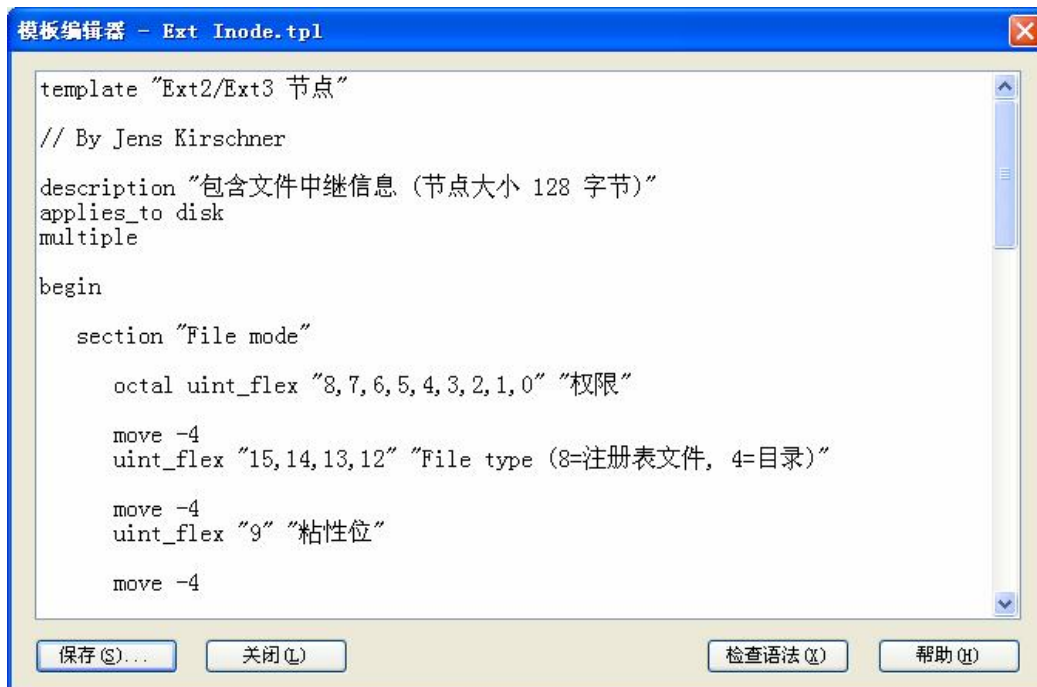 模板编辑器 - Ext Inode.tpl
template "Ext2/Ext3 节点"
// By Jens Kirschner
description "包含文件中继信息 (节点大小 128 字节)"
applies_to disk
multiple
begin
section "File mode"
octal uint_flex "8,7,6,5,4,3,2,1,0" "权限"
move -4
uint_flex "15,14,13,12" "File type (8=注册表文件, 4=目录)"
move -4
uint_flex "9" "粘性位"
move -4
保存(S)... 关闭(L) 检查语法(X) 帮助(H)